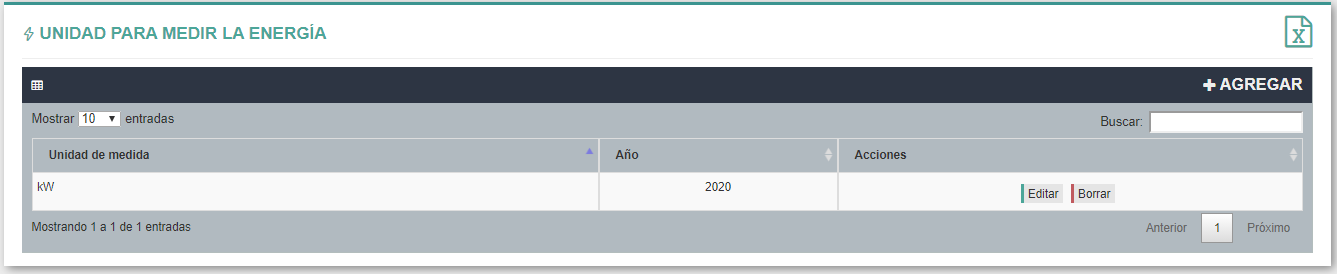 UNIDAD PARA MEDIR LA ENERGÍA
AGREGAR
Mostrar 10 entradas
Buscar:
Unidad de medida Año Acciones
kW 2020 Editar Borrar
Mostrando 1 a 1 de 1 entradas
Anterior 1 Próximo